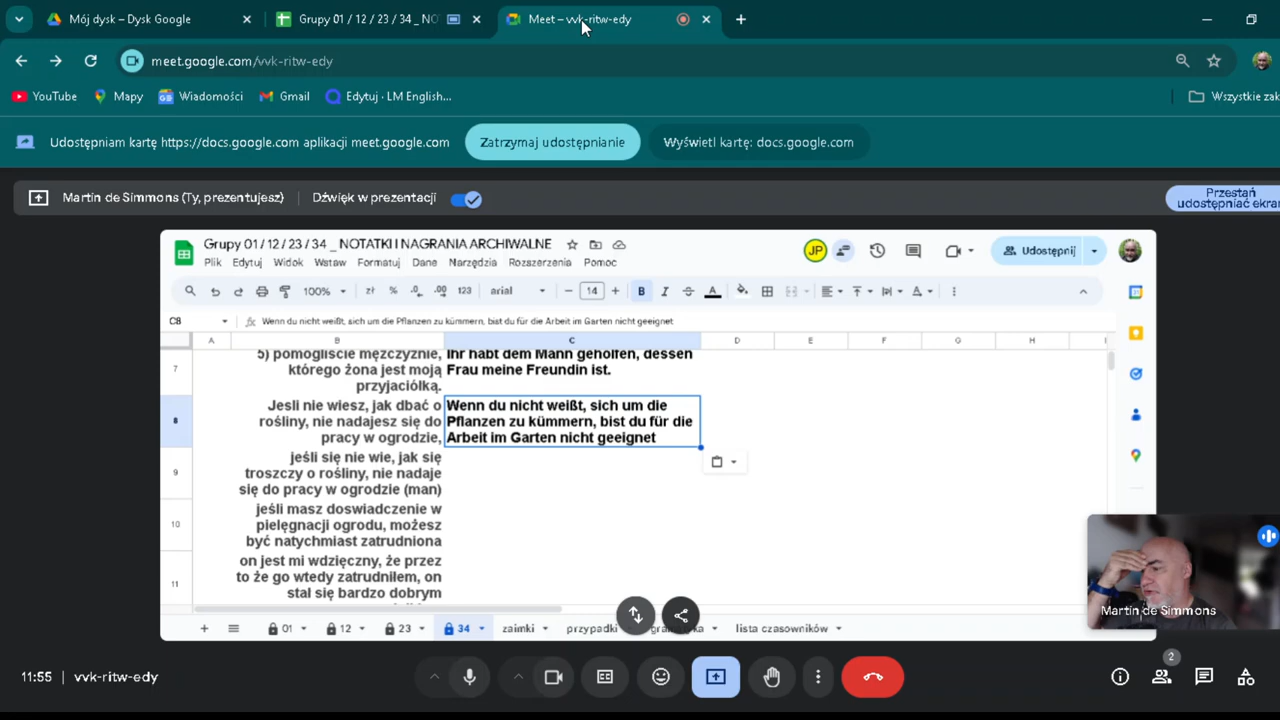 Mój dysk – Dysk Google
Grupy 01 / 12 / 23 / 34 _ NO
Meet – vvk-ritw-edy
meet.google.com/vvk-ritw-edy
YouTube
Mapy
Wiadomości
Gmail
Edytuj · LM English...
Wszystkie zak
Udostępniam kartę https://docs.google.com aplikacji meet.google.com
Zatrzymaj udostępnianie
Wyświetl kartę: docs.google.com
Martin de Simmons (Ty, prezentujesz)
Dźwięk w prezentacji
Przestań
udostępniać ekran
Grupy 01 / 12 / 23 / 34 _ NOTATKI I NAGRANIA ARCHIWALNE
JP
Udostępnij
Plik Edytuj Widok Wstaw Formatuj Dane Narzędzia Rozszerzenia Pomoc
100% zł % .0 .00 123 arial 14 B I A
C8 fx Wenn du nicht weißt, sich um die Pflanzen zu kümmern, bist du für die Arbeit im Garten nicht geeignet
A B C D E F G H I
7
5) pomogliście mężczyźnie,
którego żona jest moją
przyjaciółką.
Ihr habt dem Mann geholfen, dessen
Frau meine Freundin ist.
8
Jesli nie wiesz, jak dbać o
rośliny, nie nadajesz się do
pracy w ogrodzie,
Wenn du nicht weißt, sich um die
Pflanzen zu kümmern, bist du für die
Arbeit im Garten nicht geeignet
9
jeśli się nie wie, jak się
troszczy o rośliny, nie nadaje
się do pracy w ogrodzie (man)
10
jeśli masz doswiadczenie w
pielęgnacji ogrodu, możesz
być natychmiast zatrudniona
11
on jest mi wdzięczny, że przez
to że go wtedy zatrudniłem, on
stal się bardzo dobrym
01 12 23 34 zaimki przypadki gramatyka lista czasowników
Martin de Simmons
11:55 vvk-ritw-edy
2